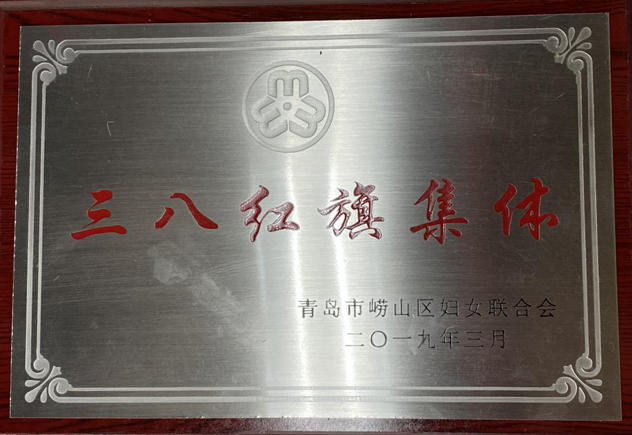 三八红旗集体
青岛市崂山区妇女联合会
二〇一九年三月